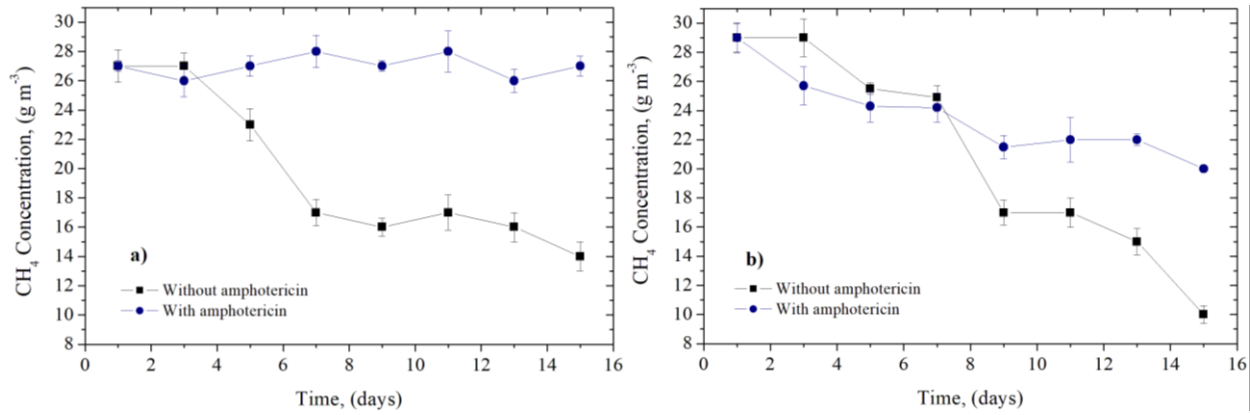 30
28
26
24
22
20
18
16
14
12
10
8
CH4 Concentration, (g m-3)
a)
Without amphotericin
With amphotericin
0 2 4 6 8 10 12 14 16
Time, (days)
30
28
26
24
22
20
18
16
14
12
10
8
CH4 Concentration, (g m-3)
b)
Without amphotericin
With amphotericin
0 2 4 6 8 10 12 14 16
Time, (days)